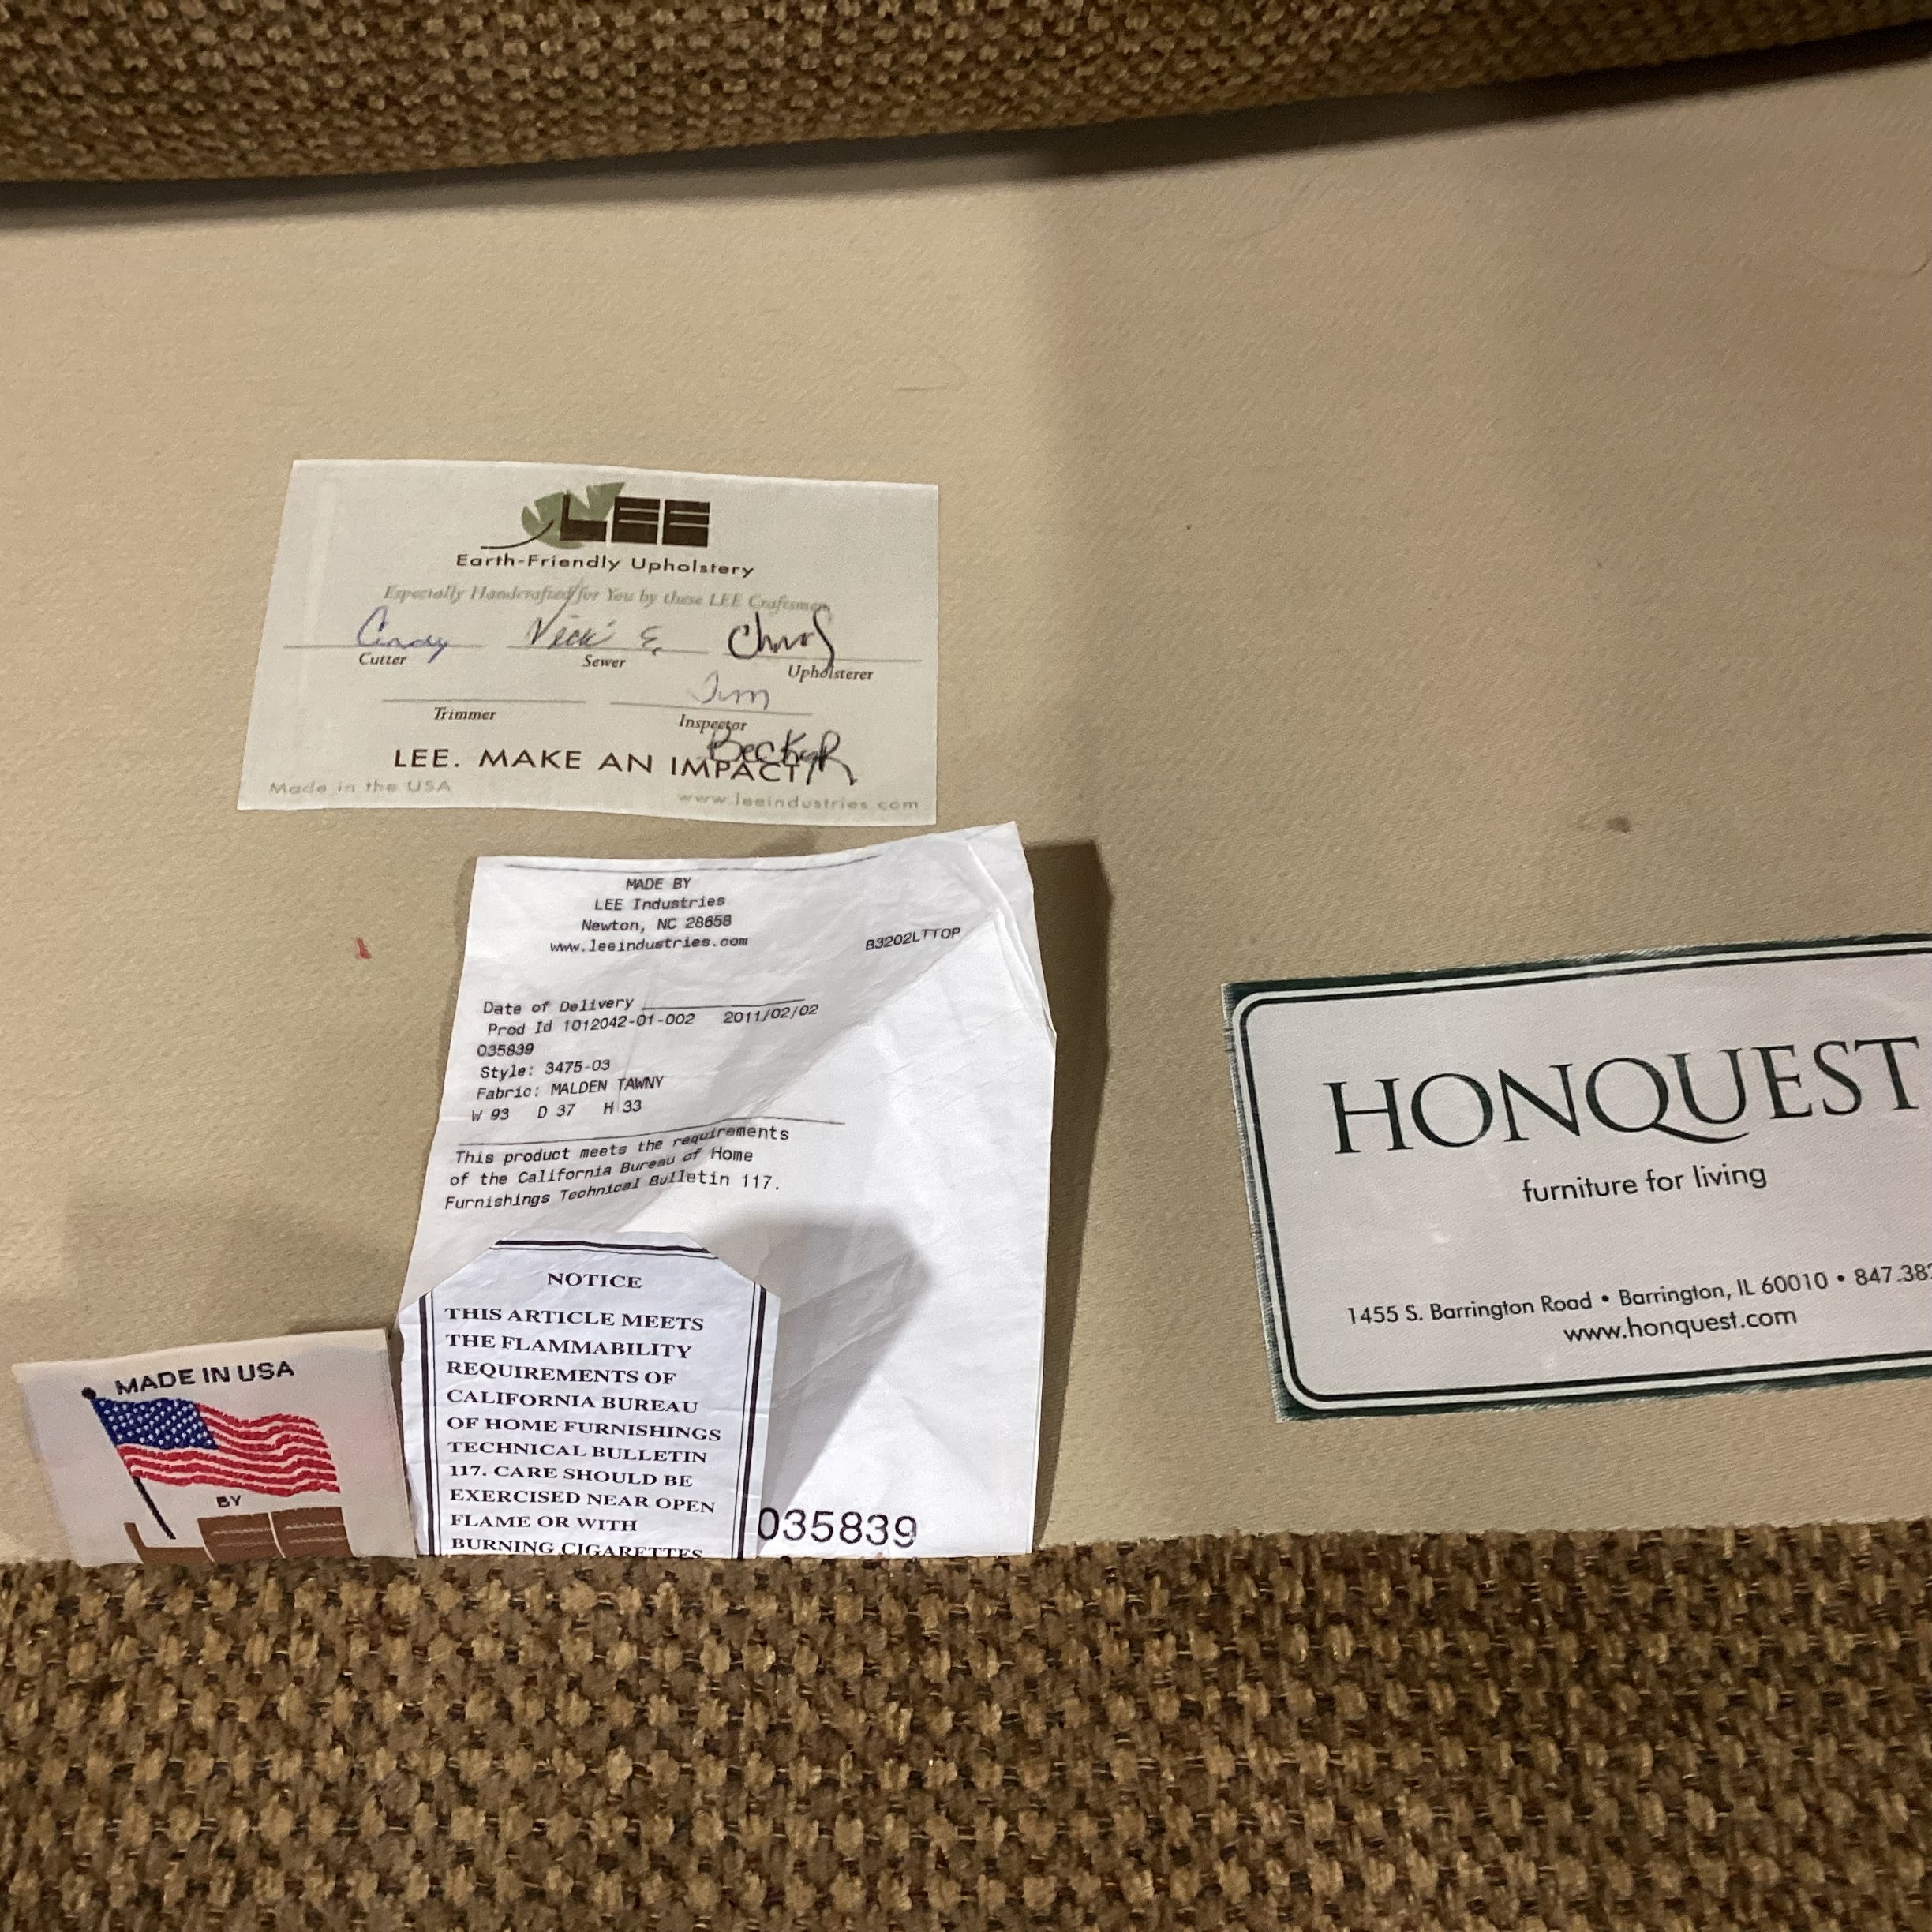 LEE
Earth-Friendly Upholstery
Especially Handcrafted for You by these LEE Craftsmen
Cindy
Cutter
Sewer
Upholsterer
Trimmer
Inspector
LEE. MAKE AN IMPACT.
Made in the USA
www.leeindustries.com
MADE BY
LEE Industries
Newton, NC 28658
www.leeindustries.com
B3202LTTOP
Date of Delivery
Prod Id 1012042-01-002 2011/02/02
035839
Style: 3475-03
Fabric: MALDEN TAWNY
W 93 D 37 H 33
This product meets the requirements
of the California Bureau of Home
Furnishings Technical Bulletin 117.
NOTICE
THIS ARTICLE MEETS
THE FLAMMABILITY
REQUIREMENTS OF
CALIFORNIA BUREAU
OF HOME FURNISHINGS
TECHNICAL BULLETIN
117. CARE SHOULD BE
EXERCISED NEAR OPEN
FLAME OR WITH
BURNING CIGARETTES
035839
MADE IN USA
BY
LEE
HONQUEST
furniture for living
1455 S. Barrington Road • Barrington, IL 60010 • 847.38
www.honquest.com